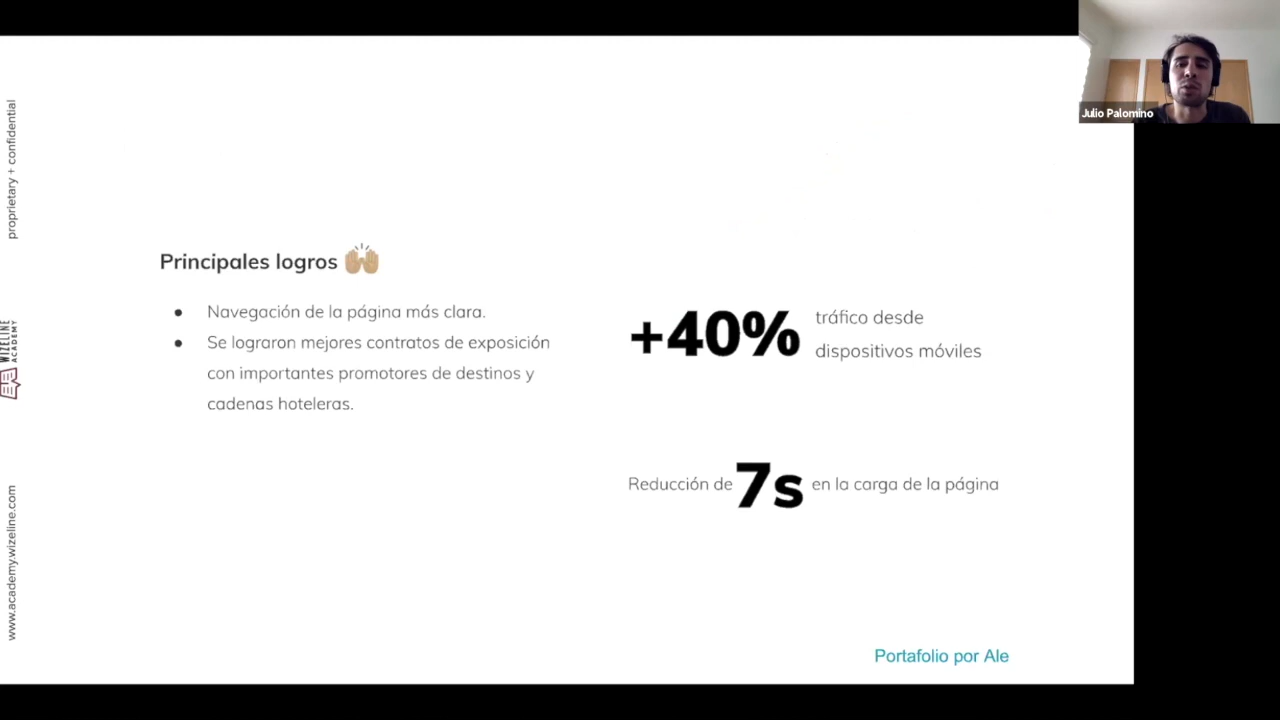 Julio Palomino
proprietary + confidential
WIZELINE
ACADEMY
www.academy.wizeline.com
Principales logros
● Navegación de la página más clara.
● Se lograron mejores contratos de exposición
con importantes promotores de destinos y
cadenas hoteleras.
+40% tráfico desde
dispositivos móviles
Reducción de 7s en la carga de la página
Portafolio por Ale